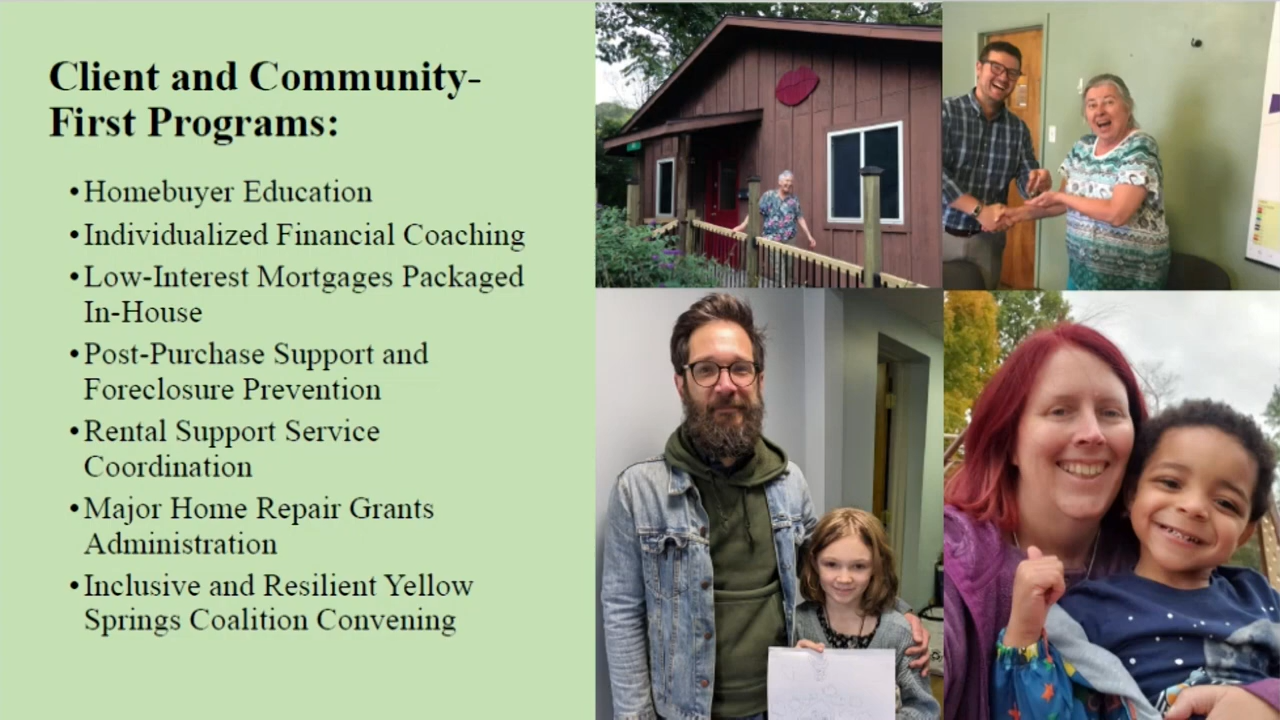 Client and Community-
First Programs:
•Homebuyer Education
•Individualized Financial Coaching
•Low-Interest Mortgages Packaged
In-House
•Post-Purchase Support and
Foreclosure Prevention
•Rental Support Service
Coordination
•Major Home Repair Grants
Administration
•Inclusive and Resilient Yellow
Springs Coalition Convening